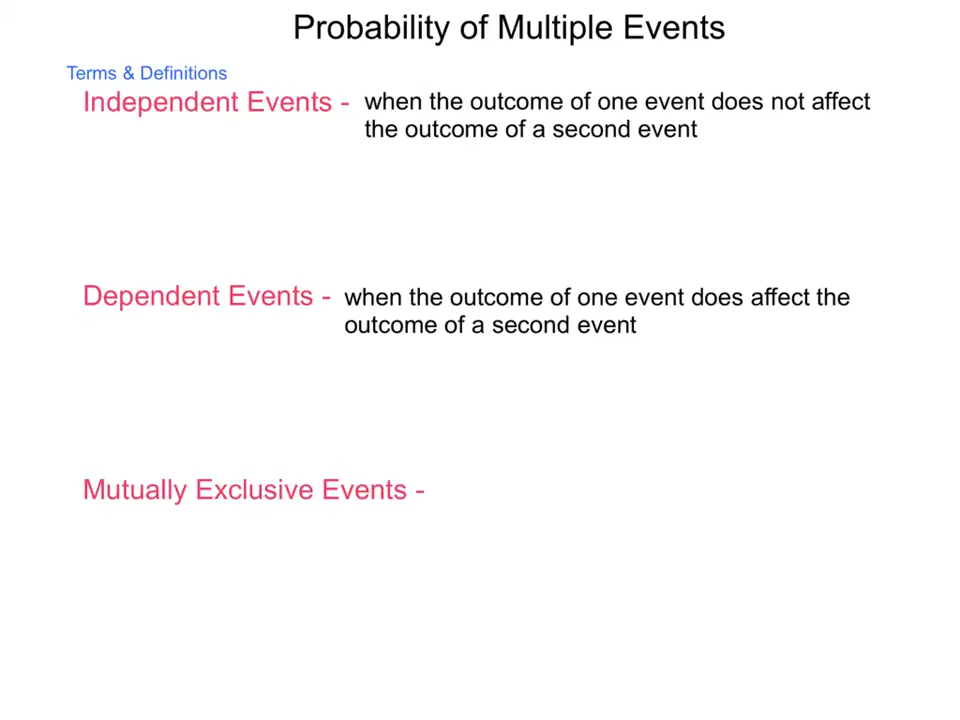 Probability of Multiple Events
Terms & Definitions
Independent Events - when the outcome of one event does not affect
the outcome of a second event
Dependent Events - when the outcome of one event does affect the
outcome of a second event
Mutually Exclusive Events -